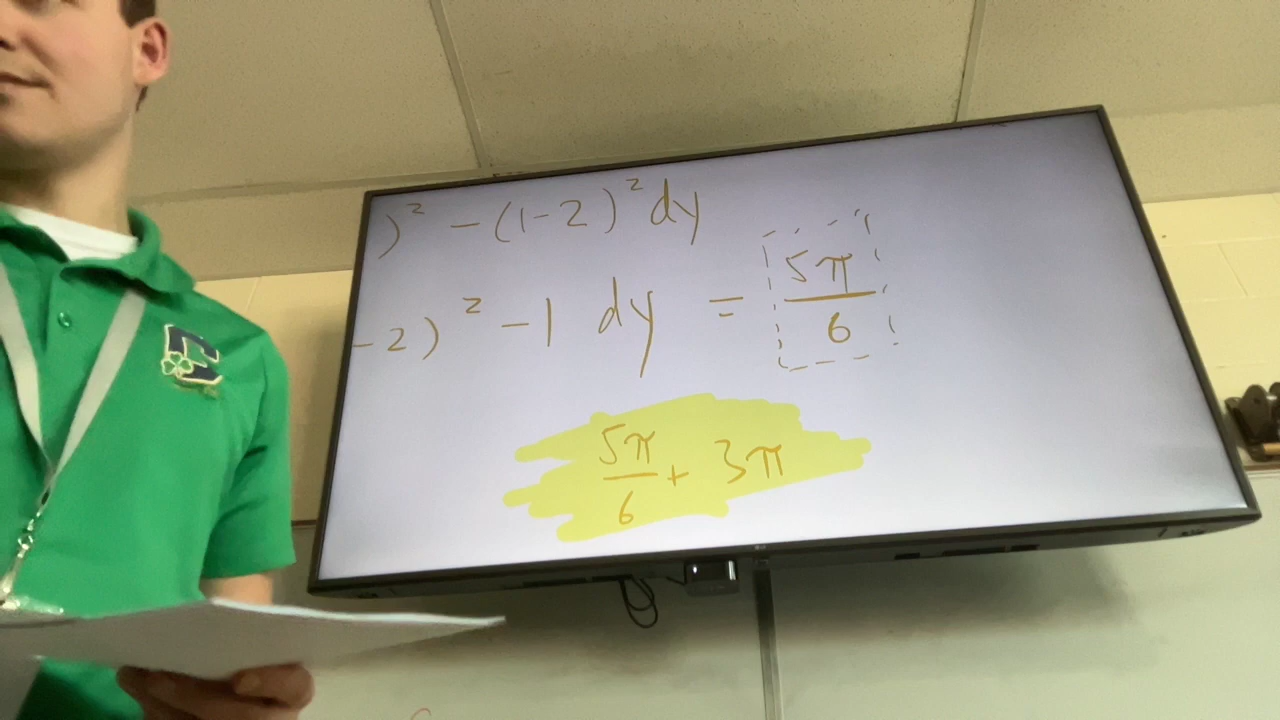 )² - (1-2)² dy
-2)² - 1 dy = 5π/6
5π/6 + 3π